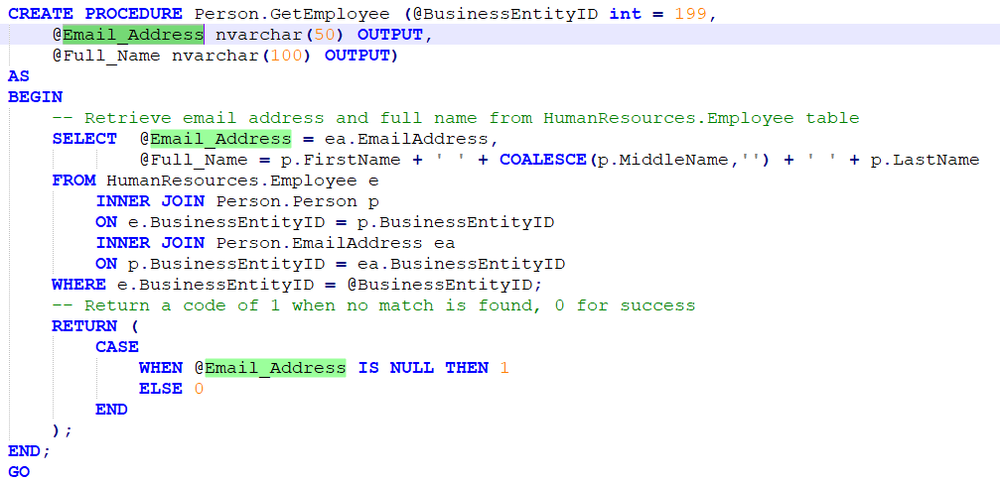 CREATE PROCEDURE Person.GetEmployee (@BusinessEntityID int = 199,
    @Email_Address nvarchar(50) OUTPUT,
    @Full_Name nvarchar(100) OUTPUT)
AS
BEGIN
    -- Retrieve email address and full name from HumanResources.Employee table
    SELECT  @Email_Address = ea.EmailAddress,
            @Full_Name = p.FirstName + ' ' + COALESCE(p.MiddleName,'') + ' ' + p.LastName
    FROM HumanResources.Employee e
        INNER JOIN Person.Person p
        ON e.BusinessEntityID = p.BusinessEntityID
        INNER JOIN Person.EmailAddress ea
        ON p.BusinessEntityID = ea.BusinessEntityID
    WHERE e.BusinessEntityID = @BusinessEntityID;
    -- Return a code of 1 when no match is found, 0 for success
    RETURN (
        CASE
            WHEN @Email_Address IS NULL THEN 1
            ELSE 0
        END
    );
END;
GO